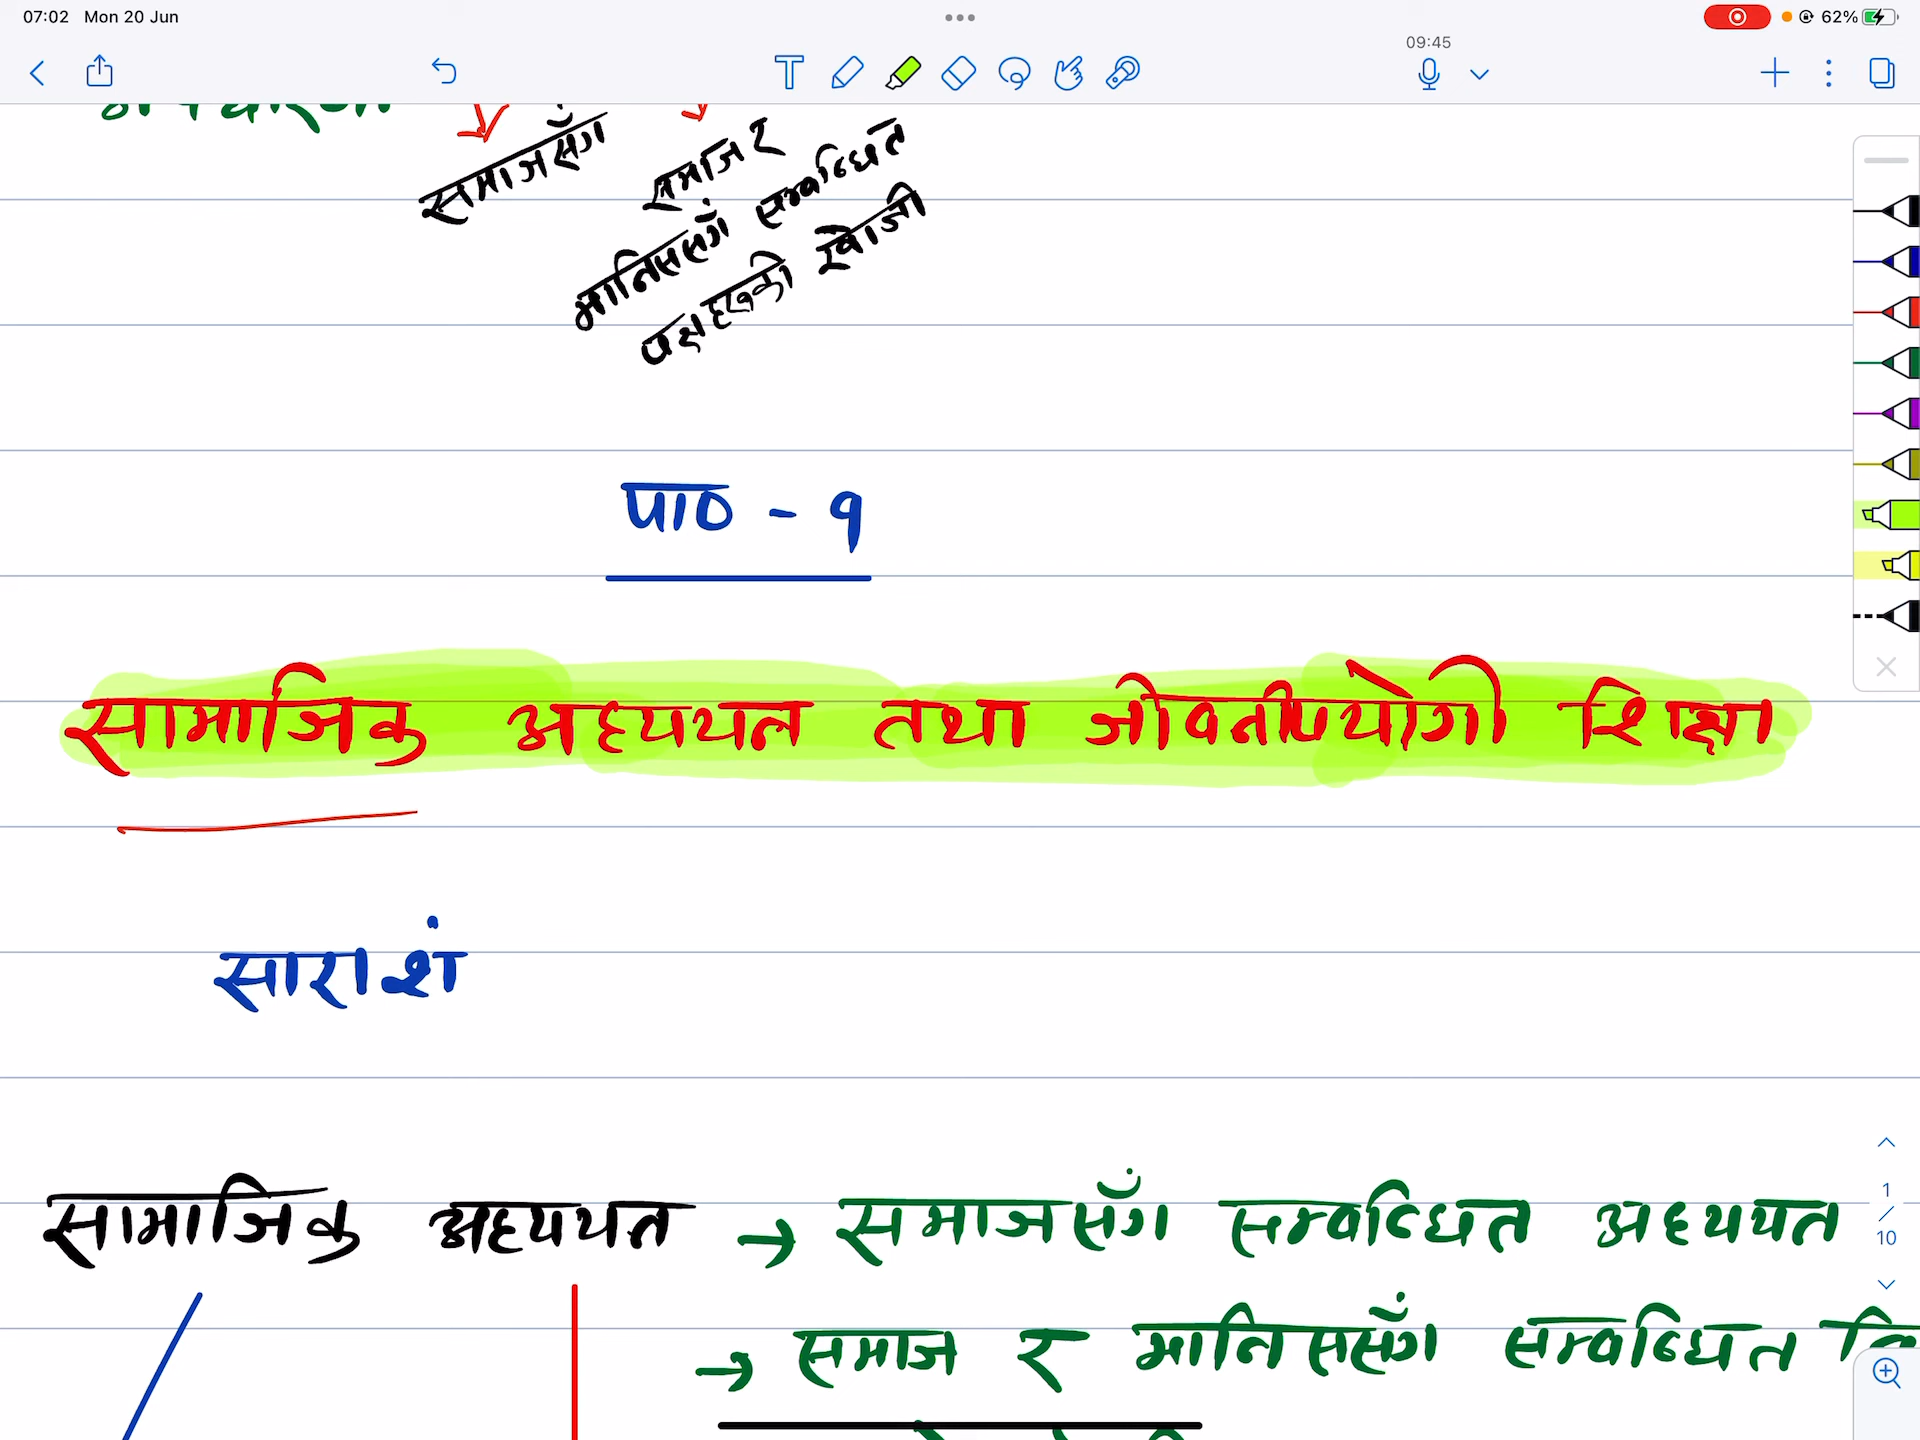 07:02 Mon 20 Jun
62%
09:45
समाजसँग
समाज र
मानिससँग सम्बन्धित
पक्षहरुको खोजी
पाठ - १
सामाजिक अध्ययन तथा जीवनोपयोगी शिक्षा
साराशं
सामाजिक अध्ययन → समाजसँग सम्बन्धित अध्ययन
→ समाज र मानिससँग सम्बन्धित
1
/
10